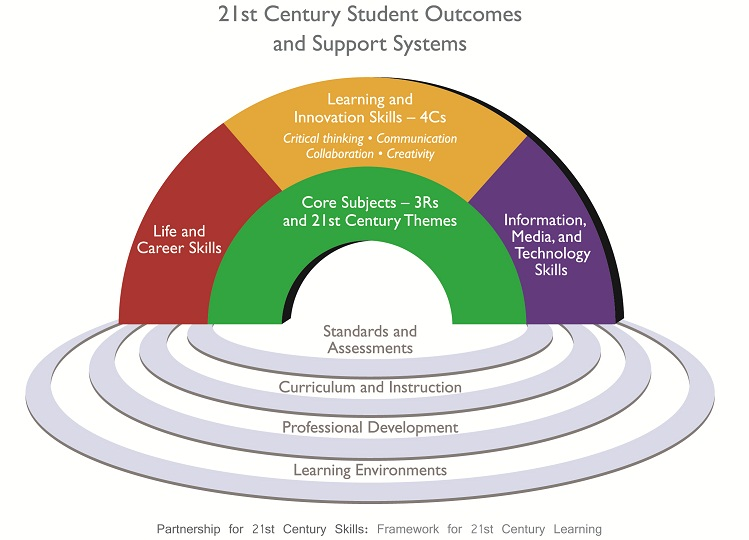 21st Century Student Outcomes
and Support Systems
Learning and
Innovation Skills – 4Cs
Critical thinking • Communication
Collaboration • Creativity
Core Subjects – 3Rs
and 21st Century Themes
Life and
Career Skills
Information,
Media, and
Technology
Skills
Standards and
Assessments
Curriculum and Instruction
Professional Development
Learning Environments
Partnership for 21st Century Skills: Framework for 21st Century Learning